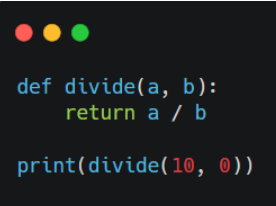 def divide(a, b):
    return a / b
print(divide(10, 0))